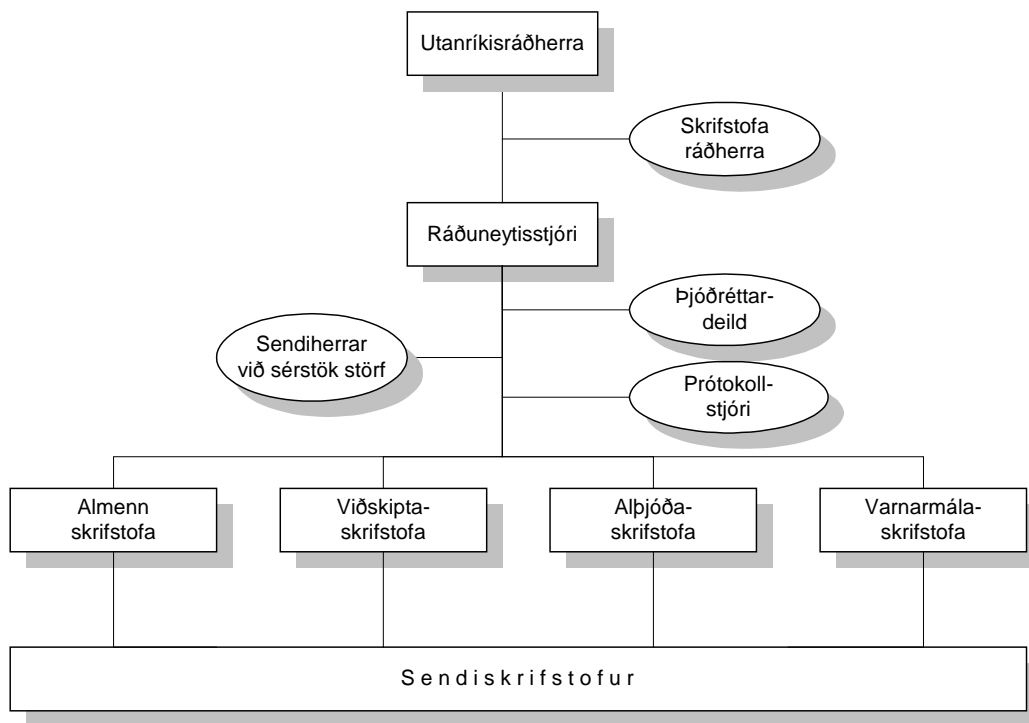 Utanríkisráðherra
Skrifstofa
ráðherra
Ráðuneytisstjóri
Þjóðréttar-
deild
Sendiherrar
við sérstök störf
Prótokoll-
stjóri
Almenn
skrifstofa
Viðskipta-
skrifstofa
Alþjóða-
skrifstofa
Varnarmála-
skrifstofa
Sendiskrifstofur